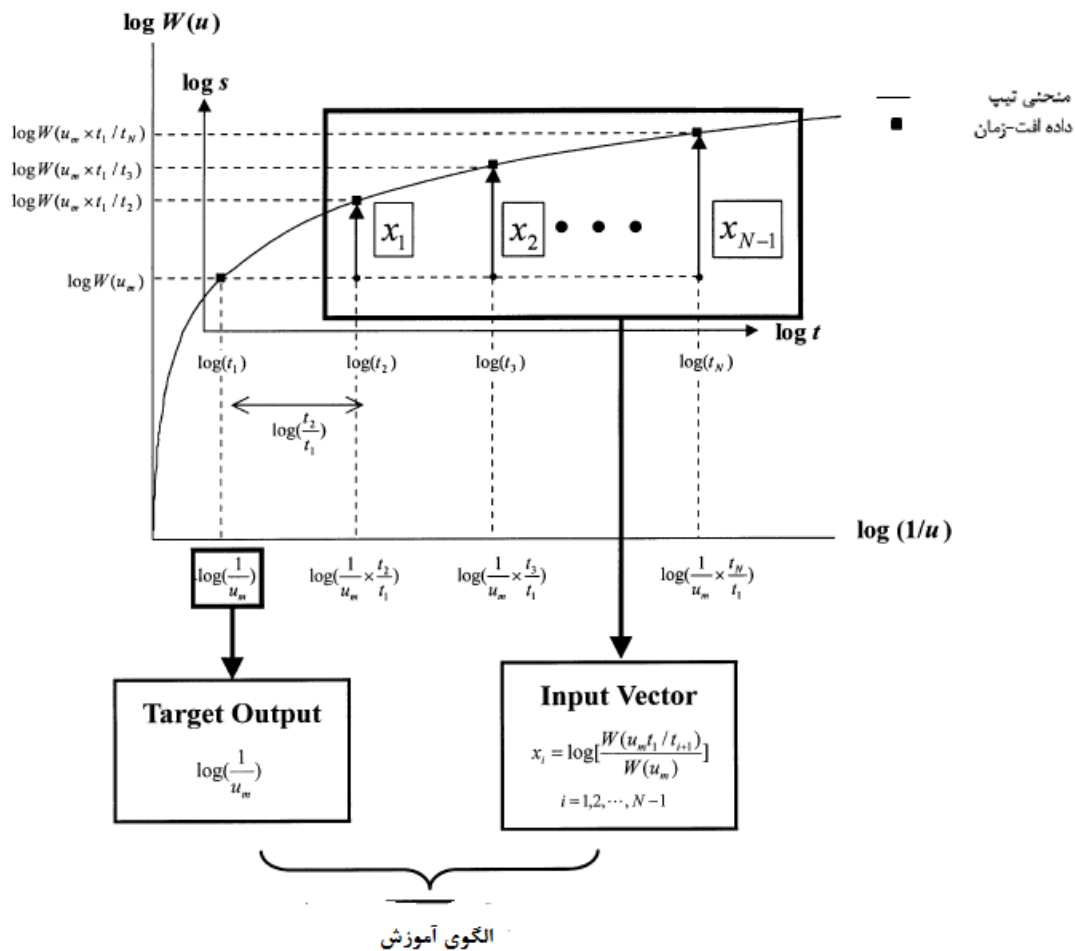 log W(u)
log s
منحنی تیپ
داده افت-زمان
log W(u_m × t_1 / t_N)
log W(u_m × t_1 / t_3)
log W(u_m × t_1 / t_2)
log W(u_m)
x_1
x_2
• • •
x_{N-1}
log t
log(t_1)
log(t_2)
log(t_3)
log(t_N)
log(t_2/t_1)
log (1/u)
log(1/u_m)
log(1/u_m × t_2/t_1)
log(1/u_m × t_3/t_1)
log(1/u_m × t_N/t_1)
Target Output
log(1/u_m)
Input Vector
x_i = log[W(u_m t_1 / t_{i+1})/W(u_m)]
i = 1,2,⋯,N−1
الگوی آموزش